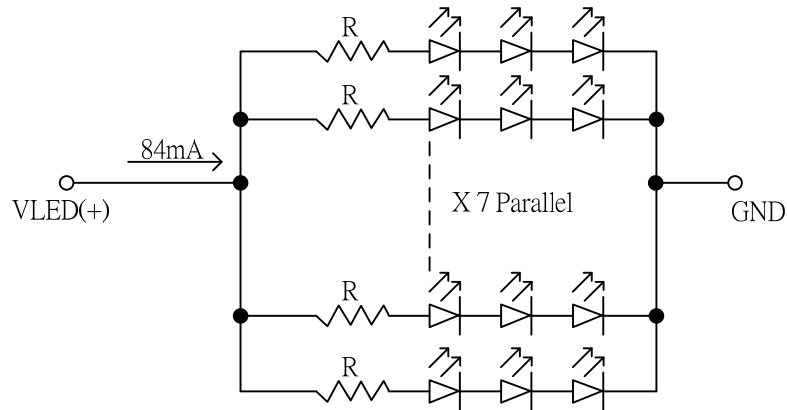 R
R
84mA
VLED(+)
X 7 Parallel
GND
R
R